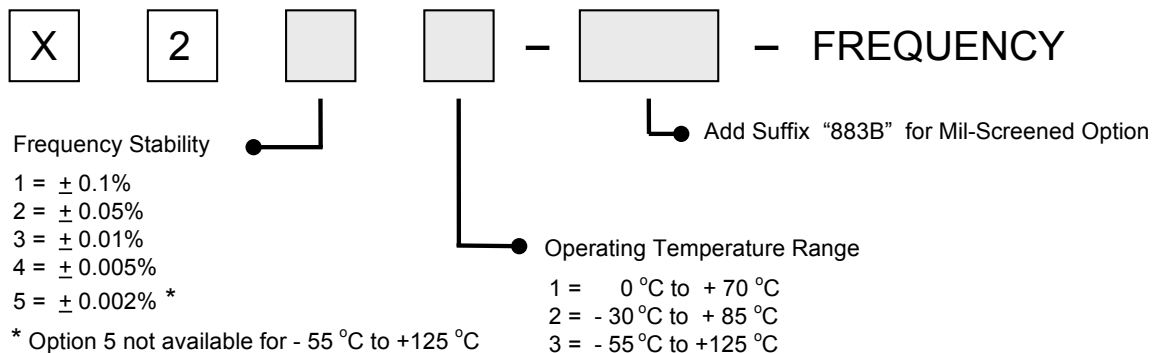 X 2 – – FREQUENCY
Add Suffix “883B” for Mil-Screened Option
Frequency Stability
1 = ± 0.1%
2 = ± 0.05%
3 = ± 0.01%
4 = ± 0.005%
5 = ± 0.002% *
* Option 5 not available for - 55 °C to +125 °C
Operating Temperature Range
1 = 0 °C to + 70 °C
2 = - 30 °C to + 85 °C
3 = - 55 °C to +125 °C